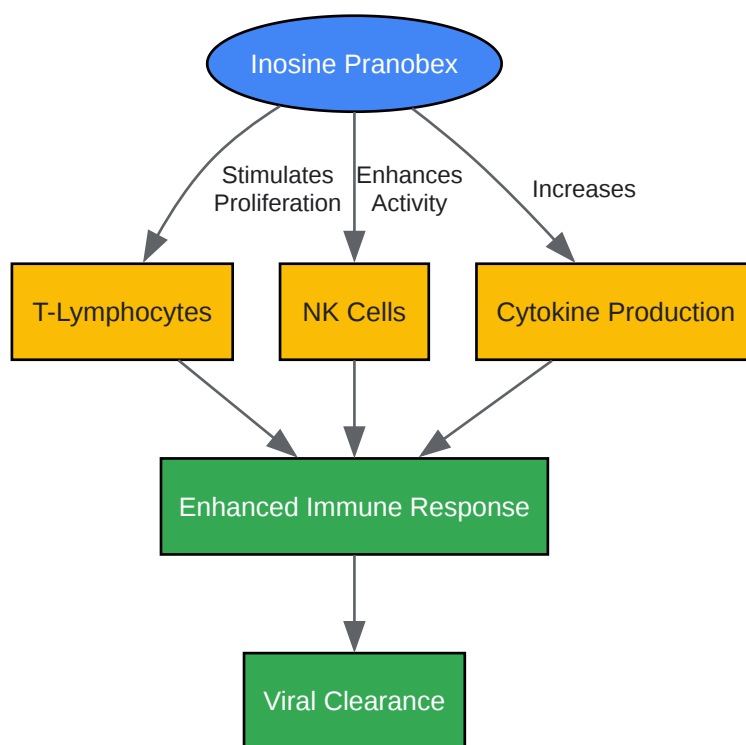 Inosine Pranobex
Stimulates
Proliferation
Enhances
Activity
Increases
T-Lymphocytes
NK Cells
Cytokine Production
Enhanced Immune Response
Viral Clearance